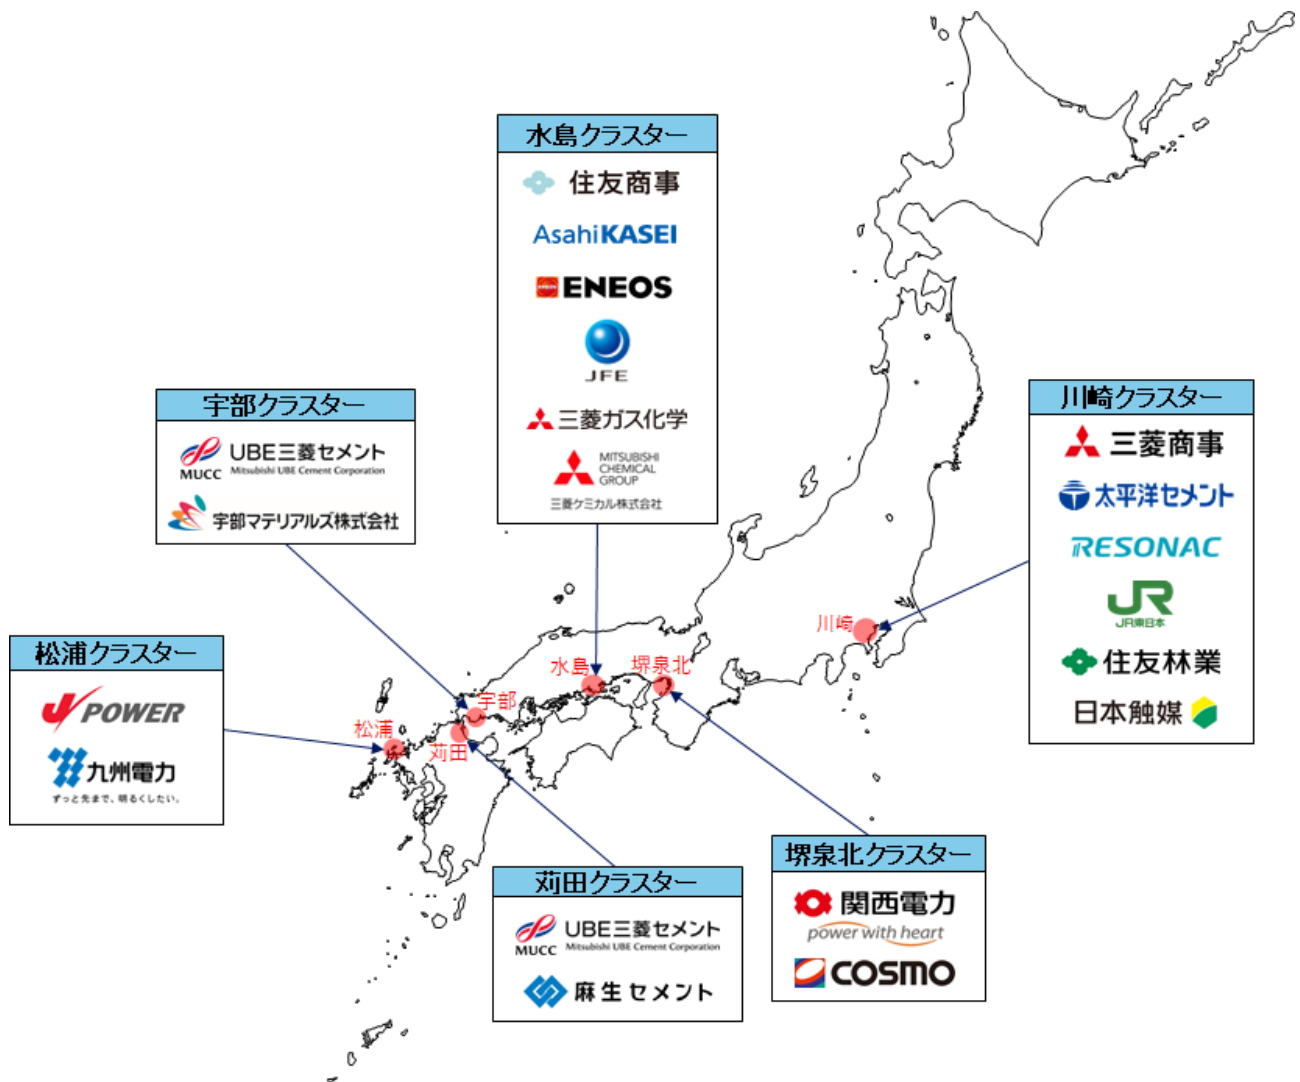 水島クラスター
住友商事
AsahiKASEI
ENEOS
JFE
三菱ガス化学
MITSUBISHI
CHEMICAL
GROUP
三菱ケミカル株式会社
宇部クラスター
MUCC
UBE三菱セメント
Mitsubishi UBE Cement Corporation
宇部マテリアルズ株式会社
川崎クラスター
三菱商事
太平洋セメント
RESONAC
JR
JR東日本
住友林業
日本触媒
松浦クラスター
J POWER
九州電力
ずっと先まで、明るくしたい。
川崎
水島
堺泉北
宇部
松浦
苅田
苅田クラスター
MUCC
UBE三菱セメント
Mitsubishi UBE Cement Corporation
麻生セメント
堺泉北クラスター
関西電力
power with heart
COSMO